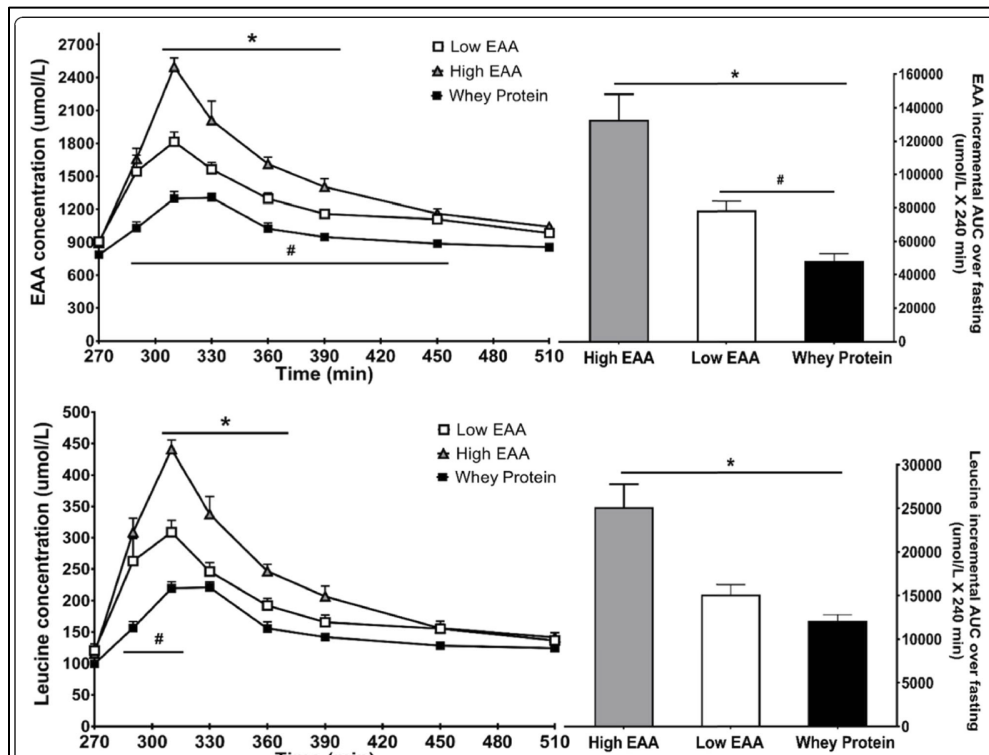 EAA concentration (umol/L)
2700
2400
2100
1800
1500
1200
900
600
300
0
*
#
Low EAA
High EAA
Whey Protein
270 300 330 360 390 420 450 480 510
Time (min)
*
#
160000
140000
120000
100000
80000
60000
40000
20000
0
EAA incremental AUC over fasting
(umol/L X 240 min)
High EAA Low EAA Whey Protein
Leucine concentration (umol/L)
500
450
400
350
300
250
200
150
100
50
0
*
#
Low EAA
High EAA
Whey Protein
270 300 330 360 390 420 450 480 510
Time (min)
*
30000
25000
20000
15000
10000
5000
0
Leucine incremental AUC over fasting
(umol/L X 240 min)
High EAA Low EAA Whey Protein